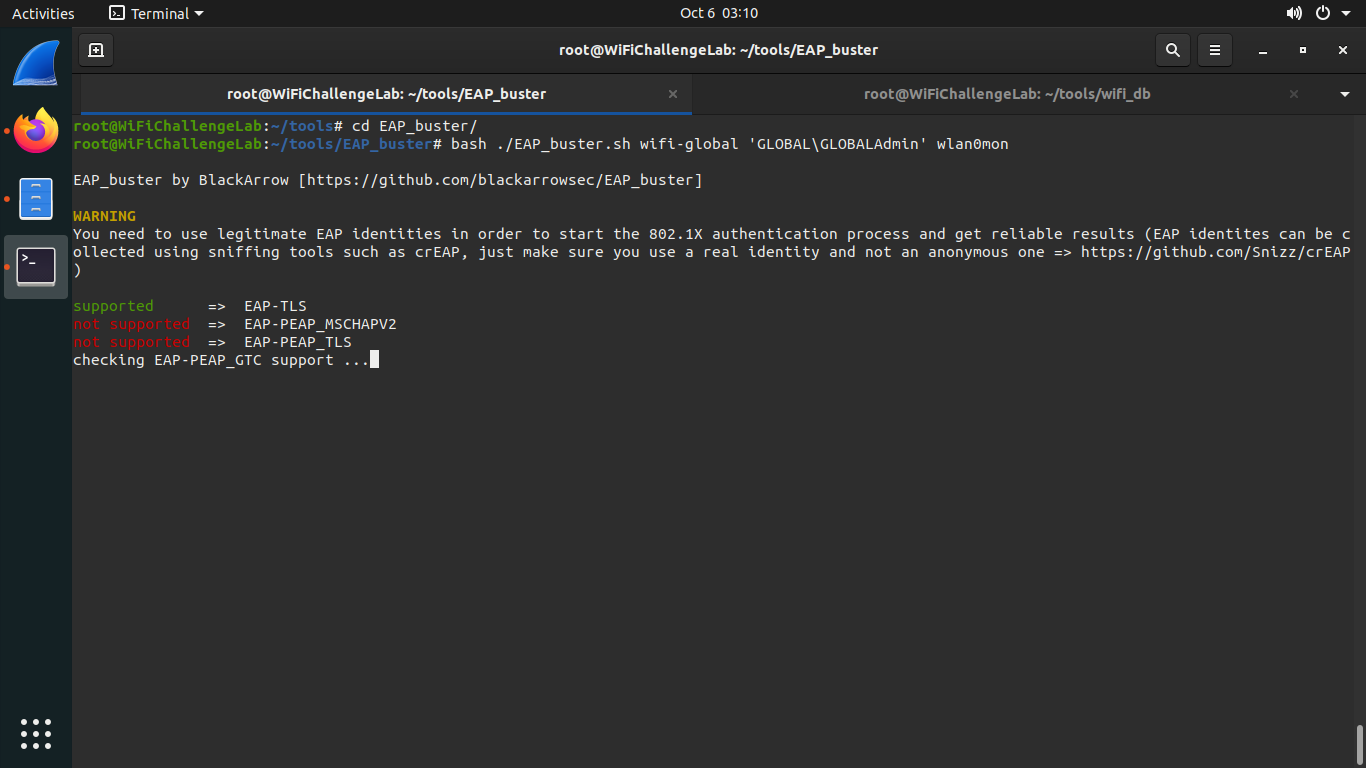 Activities
Terminal
Oct 6 03:10
root@WiFiChallengeLab: ~/tools/EAP_buster
root@WiFiChallengeLab: ~/tools/EAP_buster
root@WiFiChallengeLab: ~/tools/wifi_db
root@WiFiChallengeLab:~/tools# cd EAP_buster/
root@WiFiChallengeLab:~/tools/EAP_buster# bash ./EAP_buster.sh wifi-global 'GLOBAL\GLOBALAdmin' wlan0mon
EAP_buster by BlackArrow [https://github.com/blackarrowsec/EAP_buster]
WARNING
You need to use legitimate EAP identities in order to start the 802.1X authentication process and get reliable results (EAP identites can be c
ollected using sniffing tools such as crEAP, just make sure you use a real identity and not an anonymous one => https://github.com/Snizz/crEAP
)
supported      =>  EAP-TLS
not supported  =>  EAP-PEAP_MSCHAPV2
not supported  =>  EAP-PEAP_TLS
checking EAP-PEAP_GTC support ...